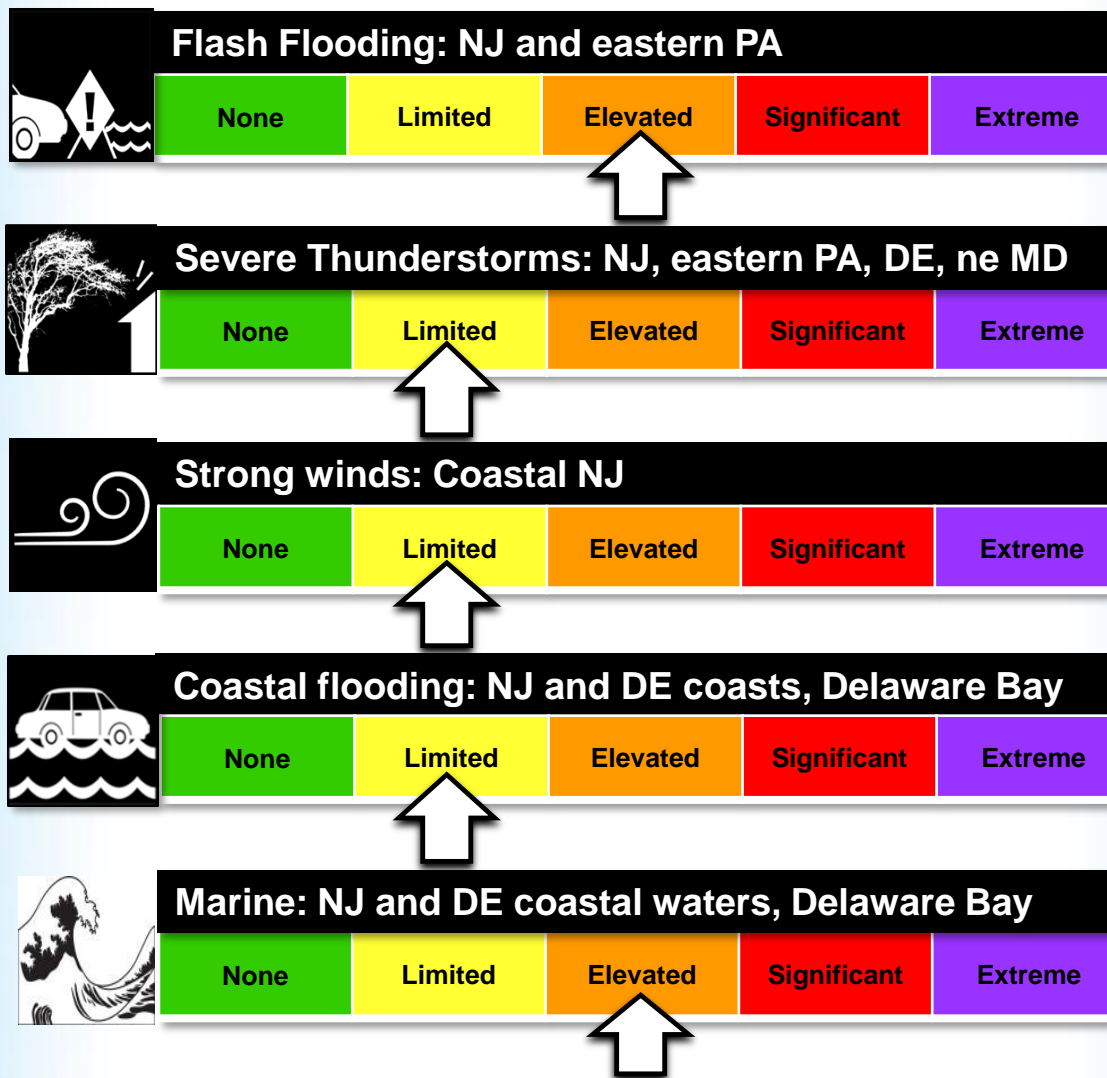 Flash Flooding: NJ and eastern PA
!
None Limited Elevated Significant Extreme
Severe Thunderstorms: NJ, eastern PA, DE, ne MD
None Limited Elevated Significant Extreme
Strong winds: Coastal NJ
None Limited Elevated Significant Extreme
Coastal flooding: NJ and DE coasts, Delaware Bay
None Limited Elevated Significant Extreme
Marine: NJ and DE coastal waters, Delaware Bay
None Limited Elevated Significant Extreme